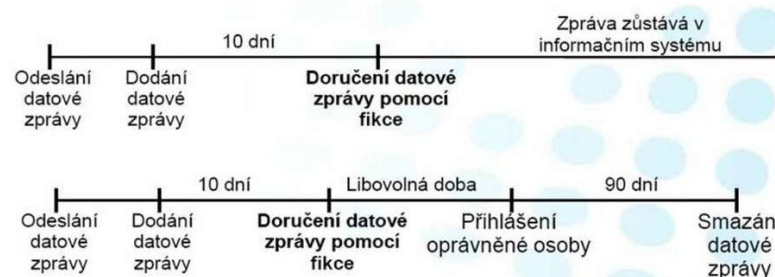 Zpráva zůstává v
informačním systému
10 dní
Odeslání
datové
zprávy
Dodání
datové
zprávy
Doručení datové
zprávy pomocí
fikce
10 dní
Libovolná doba
90 dní
Odeslání
datové
zprávy
Dodání
datové
zprávy
Doručení datové
zprávy pomocí
fikce
Přihlášení
oprávněné osoby
Smazán
datové
zprávy